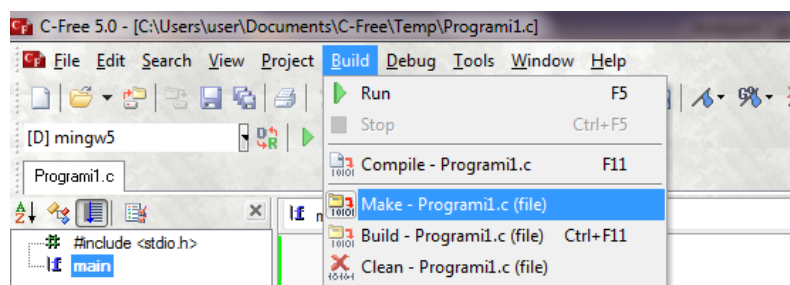 C-Free 5.0 - [C:\Users\user\Documents\C-Free\Temp\Programi1.c]
File Edit Search View Project Build Debug Tools Window Help
Run F5
[D] mingw5
Stop Ctrl+F5
Programi1.c
Compile - Programi1.c F11
Make - Programi1.c (file)
#include <stdio.h>
Build - Programi1.c (file) Ctrl+F11
main
Clean - Programi1.c (file)